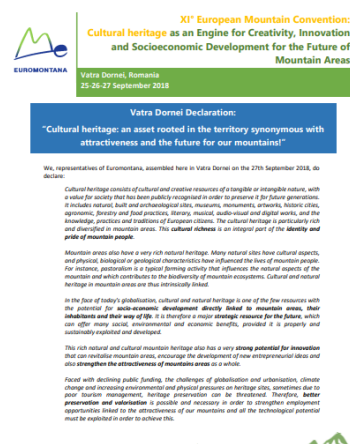 XI° European Mountain Convention:
Cultural heritage as an Engine for Creativity, Innovation
and Socioeconomic Development for the Future of
Mountain Areas
EUROMONTANA
Vatra Dornei, Romania
25-26-27 September 2018
Vatra Dornei Declaration:
“Cultural heritage: an asset rooted in the territory synonymous with
attractiveness and the future for our mountains!”
We, representatives of Euromontana, assembled here in Vatra Dornei on the 27th September 2018, do
declare:
Cultural heritage consists of cultural and creative resources of a tangible or intangible nature, with
a value for society that has been publicly recognised in order to preserve it for future generations.
It includes natural, built and archaeological sites, museums, monuments, artworks, historic cities,
agronomic, forestry and food practices, literary, musical, audio-visual and digital works, and the
knowledge, practices and traditions of European citizens. The cultural heritage is particularly rich
and diversified in mountain areas. This cultural richness is an integral part of the identity and
pride of mountain people.
Mountain areas also have a very rich natural heritage. Many natural sites have cultural aspects,
and physical, biological or geological characteristics have influenced the lives of mountain people.
For instance, pastoralism is a typical farming activity that influences the natural aspects of the
mountain and which contributes to the biodiversity of mountain ecosystems. Cultural and natural
heritage in mountain areas are thus intrinsically linked.
In the face of today's globalisation, cultural and natural heritage is one of the few resources with
the potential for socio-economic development directly linked to mountain areas, their
inhabitants and their way of life. It is therefore a major strategic resource for the future, which
can offer many social, environmental and economic benefits, provided it is properly and
sustainably exploited and developed.
This rich natural and cultural mountain heritage also has a very strong potential for innovation
that can revitalise mountain areas, encourage the development of new entrepreneurial ideas and
also strengthen the attractiveness of mountains areas as a whole.
Faced with declining public funding, the challenges of globalisation and urbanisation, climate
change and increasing environmental and physical pressures on heritage sites, sometimes due to
poor tourism management, heritage preservation can be threatened. Therefore, better
preservation and valorisation is possible and necessary in order to strengthen employment
opportunities linked to the attractiveness of our mountains and all the technological potential
must be exploited in order to achieve this.